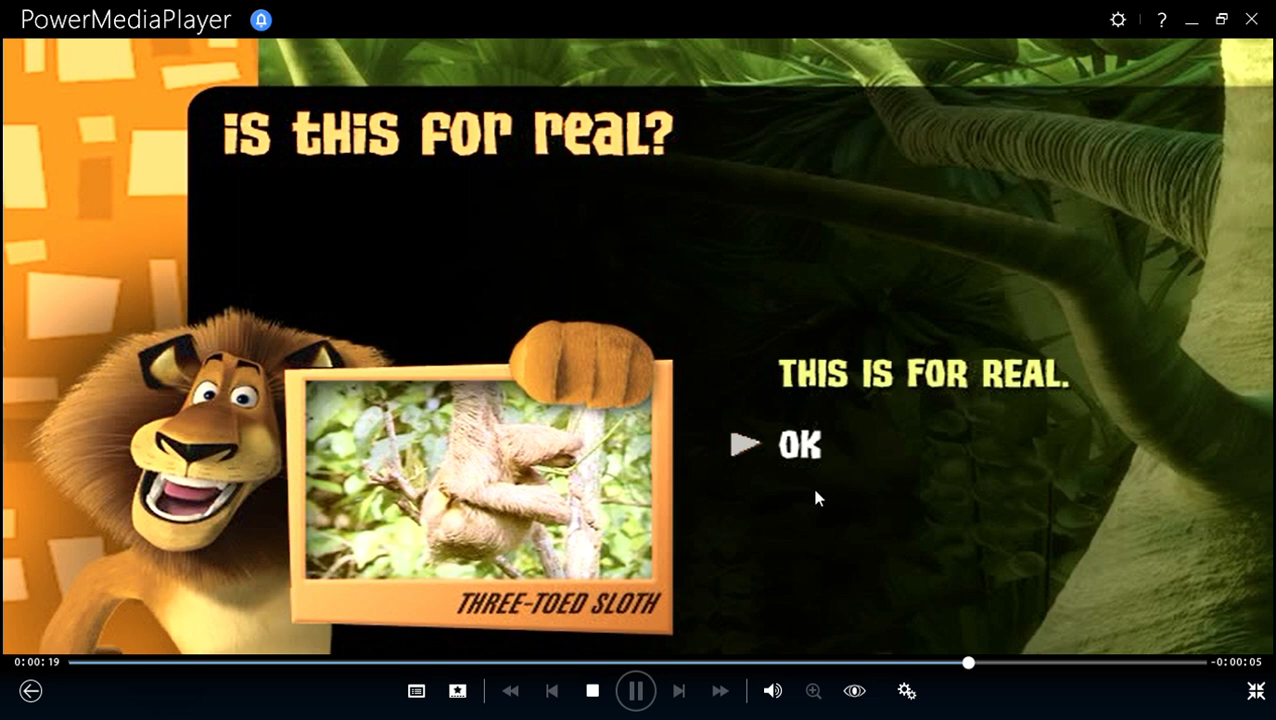 PowerMediaPlayer
is this for real?
THIS IS FOR REAL.
OK
THREE-TOED SLOTH
0:00:19
-0:00:05